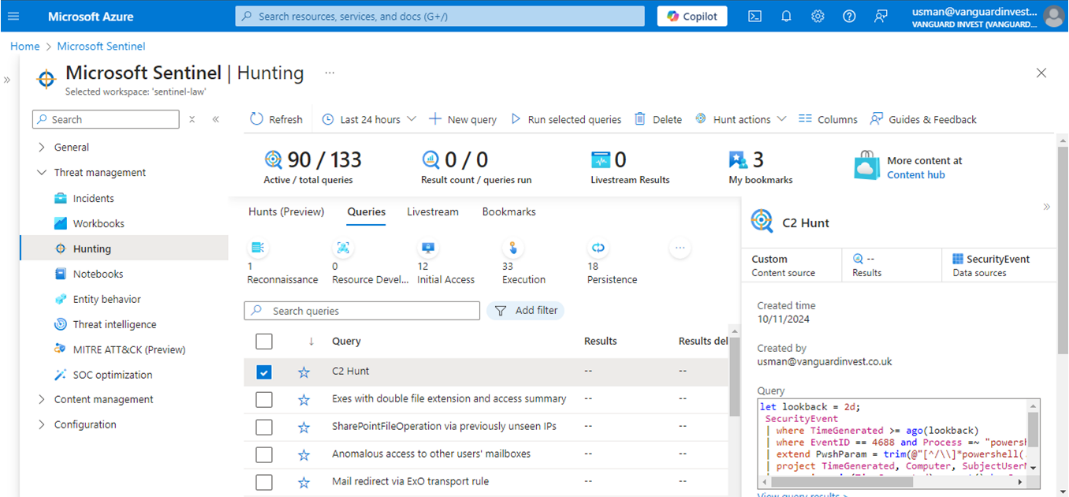 Microsoft Azure
Search resources, services, and docs (G+/)
Copilot
usman@vanguardinvest...
VANGUARD INVEST (VANGUARD...
Home > Microsoft Sentinel
Microsoft Sentinel | Hunting ...
Selected workspace: 'sentinel-law'
Search
General
Threat management
Incidents
Workbooks
Hunting
Notebooks
Entity behavior
Threat intelligence
MITRE ATT&CK (Preview)
SOC optimization
Content management
Configuration
Refresh Last 24 hours New query Run selected queries Delete Hunt actions Columns Guides & Feedback
90 / 133
Active / total queries
0 / 0
Result count / queries run
0
Livestream Results
3
My bookmarks
More content at
Content hub
Hunts (Preview) Queries Livestream Bookmarks
1
Reconnaissance
0
Resource Devel...
12
Initial Access
33
Execution
18
Persistence
...
Search queries Add filter
Query Results Results del
C2 Hunt -- --
Exes with double file extension and access summary -- --
SharePointFileOperation via previously unseen IPs -- --
Anomalous access to other users' mailboxes -- --
Mail redirect via ExO transport rule -- --
C2 Hunt
Custom
Content source
--
Results
SecurityEvent
Data sources
Created time
10/11/2024
Created by
usman@vanguardinvest.co.uk
Query
let lookback = 2d;
SecurityEvent
| where TimeGenerated >= ago(lookback)
| where EventID == 4688 and Process =~ "powersh
| extend PwshParam = trim(@"[^/\\]*powershell(.
| project TimeGenerated, Computer, SubjectUserN
View query results >